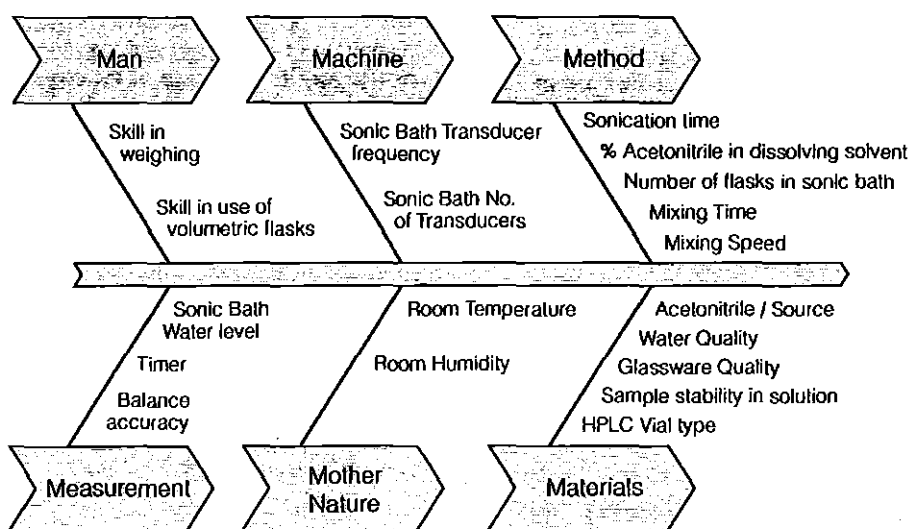 Man
Machine
Method
Skill in
weighing
Skill in use of
volumetric flasks
Sonic Bath Transducer
frequency
Sonic Bath No.
of Transducers
Sonication time
% Acetonitrile in dissolving solvent
Number of flasks in sonic bath
Mixing Time
Mixing Speed
Sonic Bath
Water level
Timer
Balance
accuracy
Room Temperature
Room Humidity
Acetonitrile / Source
Water Quality
Glassware Quality
Sample stability in solution
HPLC Vial type
Measurement
Mother
Nature
Materials